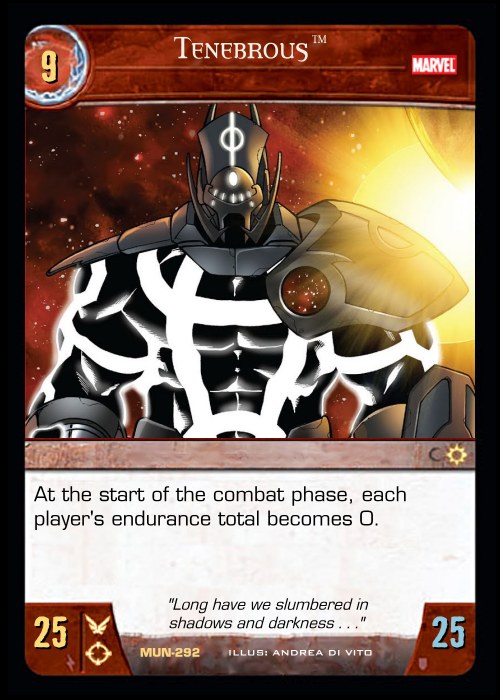 9
TENEBROUS™
MARVEL
At the start of the combat phase, each
player's endurance total becomes 0.
"Long have we slumbered in
shadows and darkness . . ."
25
MUN-292 ILLUS: ANDREA DI VITO
25